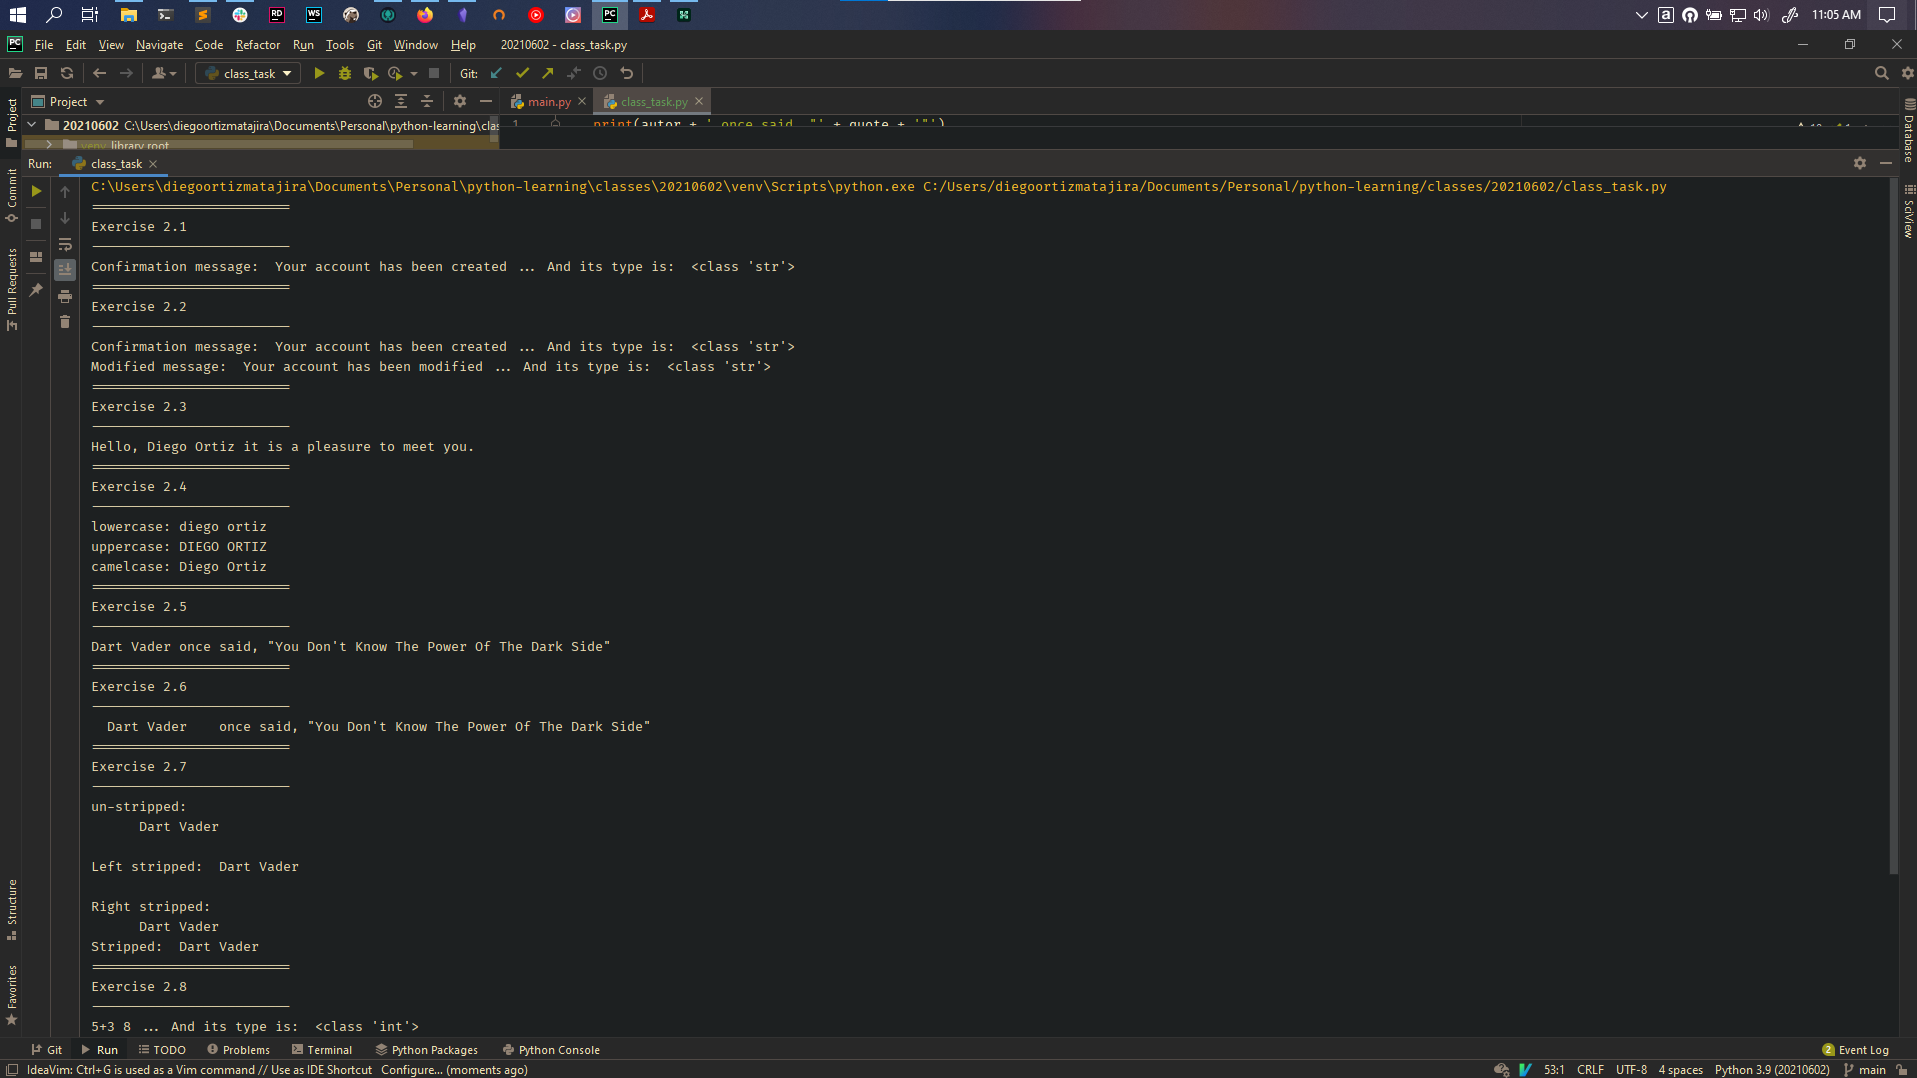 11:05 AM
File Edit View Navigate Code Refactor Run Tools Git Window Help 20210602 - class_task.py
class_task Git:
Project main.py class_task.py
20210602 C:\Users\diegoortizmatajira\Documents\Personal\python-learning\clas
1 print(autor + ' once said, "' + quote + '"')
venv library root
Run: class_task
C:\Users\diegoortizmatajira\Documents\Personal\python-learning\classes\20210602\venv\Scripts\python.exe C:/Users/diegoortizmatajira/Documents/Personal/python-learning/classes/20210602/class_task.py
Exercise 2.1
Confirmation message:  Your account has been created ... And its type is:  <class 'str'>
Exercise 2.2
Confirmation message:  Your account has been created ... And its type is:  <class 'str'>
Modified message:  Your account has been modified ... And its type is:  <class 'str'>
Exercise 2.3
Hello, Diego Ortiz it is a pleasure to meet you.
Exercise 2.4
lowercase: diego ortiz
uppercase: DIEGO ORTIZ
camelcase: Diego Ortiz
Exercise 2.5
Dart Vader once said, "You Don't Know The Power Of The Dark Side"
Exercise 2.6
Dart Vader    once said, "You Don't Know The Power Of The Dark Side"
Exercise 2.7
un-stripped:
Dart Vader
Left stripped:  Dart Vader
Right stripped:
Dart Vader
Stripped:  Dart Vader
Exercise 2.8
5+3 8 ... And its type is:  <class 'int'>
Project
Commit
Pull Requests
Structure
Favorites
Database
SciView
Git Run TODO Problems Terminal Python Packages Python Console 2 Event Log
IdeaVim: Ctrl+G is used as a Vim command // Use as IDE Shortcut Configure... (moments ago) 53:1 CRLF UTF-8 4 spaces Python 3.9 (20210602) main